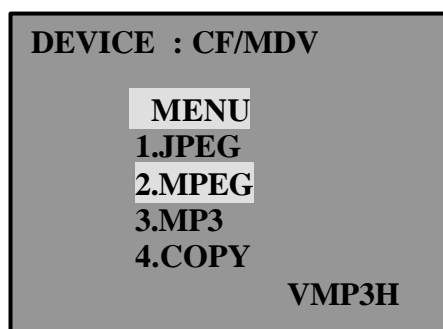 DEVICE : CF/MDV
MENU
1.JPEG
2.MPEG
3.MP3
4.COPY
VMP3H